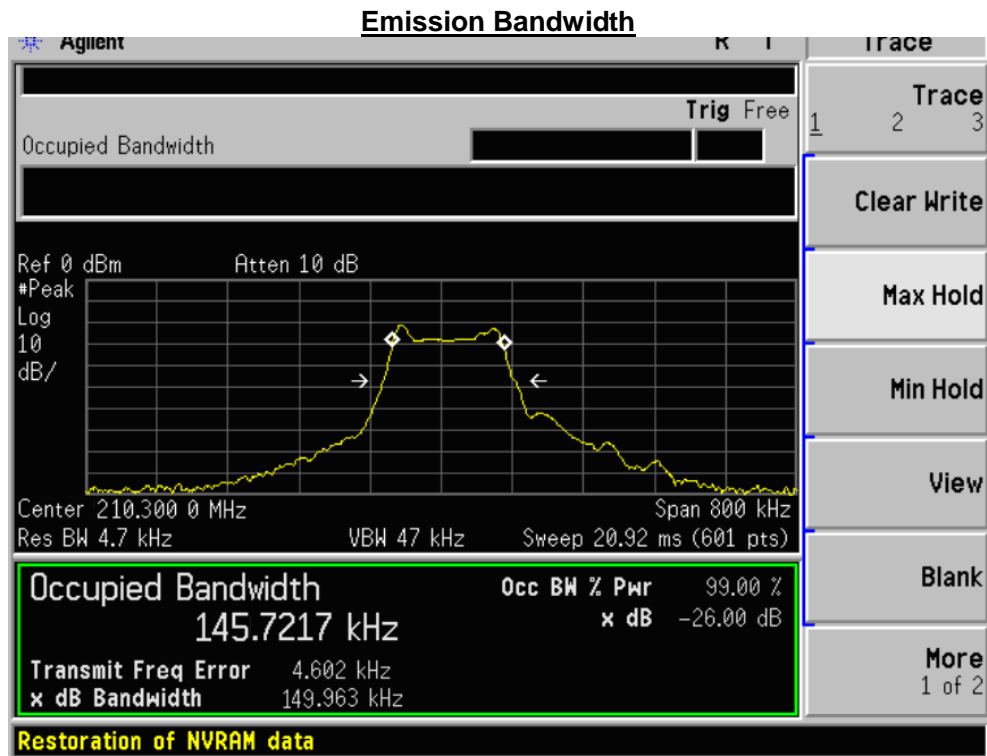 Emission Bandwidth
Agilent R T Trace
Trace
1 2 3
Trig Free
Occupied Bandwidth
Clear Write
Ref 0 dBm Atten 10 dB
#Peak
Log
10
dB/
Max Hold
Min Hold
View
Center 210.300 0 MHz Span 800 kHz
Res BW 4.7 kHz VBW 47 kHz Sweep 20.92 ms (601 pts)
Occupied Bandwidth Occ BW % Pwr 99.00 %
145.7217 kHz x dB -26.00 dB
Blank
Transmit Freq Error 4.602 kHz
x dB Bandwidth 149.963 kHz
More
1 of 2
Restoration of NVRAM data